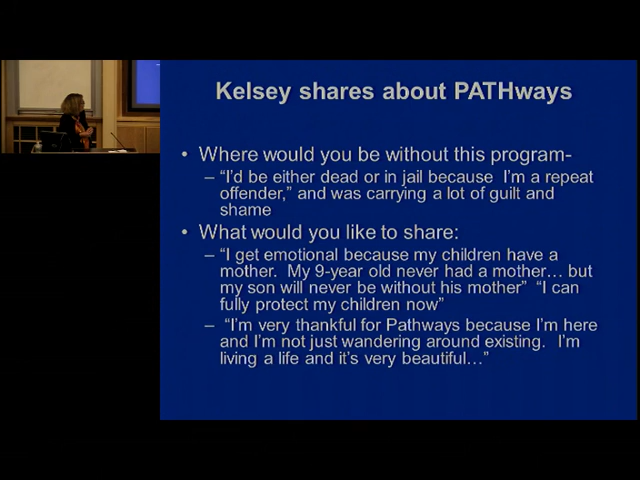 Kelsey shares about PATHways
• Where would you be without this program-
– “I’d be either dead or in jail because  I’m a repeat
offender,” and was carrying a lot of guilt and
shame
• What would you like to share:
– “I get emotional because my children have a
mother.  My 9-year old never had a mother… but
my son will never be without his mother”  “I can
fully protect my children now”
–  “I’m very thankful for Pathways because I’m here
and I’m not just wandering around existing.  I’m
living a life and it’s very beautiful…”